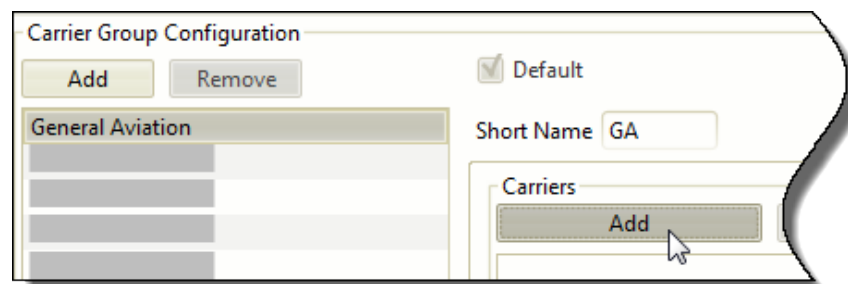 Carrier Group Configuration
Add Remove
Default
General Aviation
Short Name GA
Carriers
Add